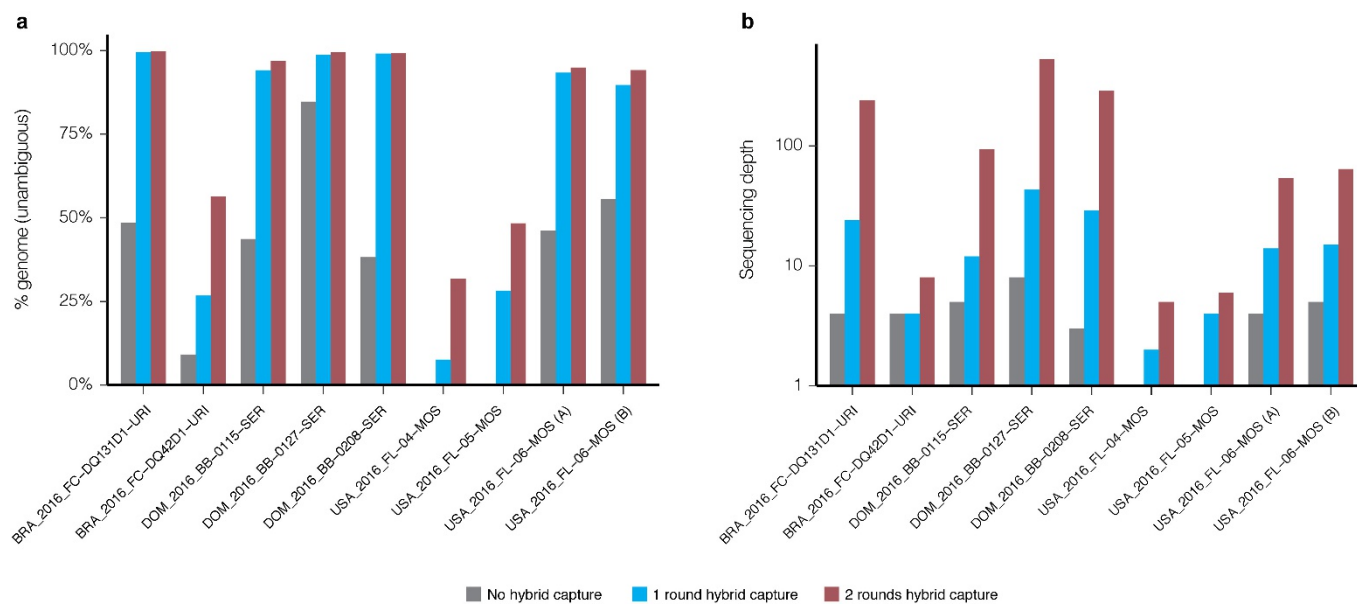 a
% genome (unambiguous)
100%
75%
50%
25%
0%
BRA_2016_FC–DQ131D1–URI
BRA_2016_FC–DQ42D1–URI
DOM_2016_BB–0115–SER
DOM_2016_BB–0127–SER
DOM_2016_BB–0208–SER
USA_2016_FL–04–MOS
USA_2016_FL–05–MOS
USA_2016_FL–06–MOS (A)
USA_2016_FL–06–MOS (B)
b
Sequencing depth
100
10
1
BRA_2016_FC–DQ131D1–URI
BRA_2016_FC–DQ42D1–URI
DOM_2016_BB–0115–SER
DOM_2016_BB–0127–SER
DOM_2016_BB–0208–SER
USA_2016_FL–04–MOS
USA_2016_FL–05–MOS
USA_2016_FL–06–MOS (A)
USA_2016_FL–06–MOS (B)
No hybrid capture
1 round hybrid capture
2 rounds hybrid capture